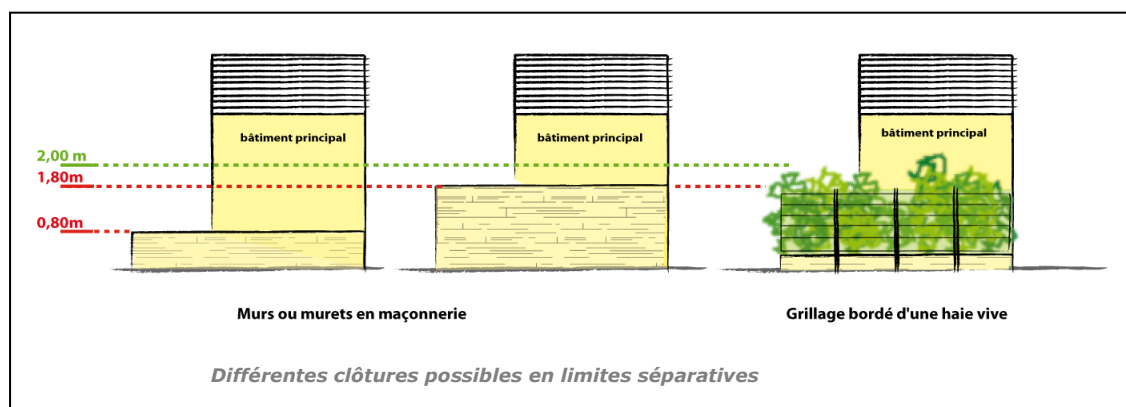 bâtiment principal
bâtiment principal
bâtiment principal
2,00 m
1,80m
0,80m
Murs ou murets en maçonnerie
Grillage bordé d'une haie vive
Différentes clôtures possibles en limites séparatives